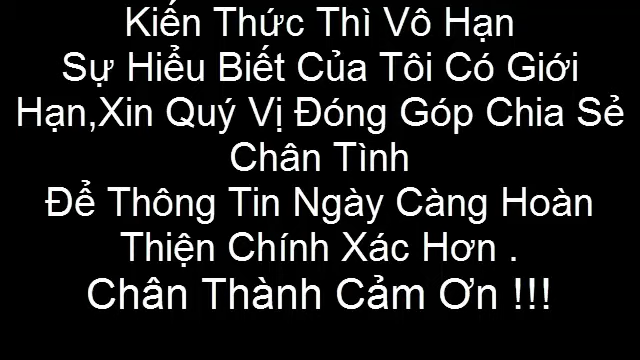 Kiến Thức Thì Vô Hạn
Sự Hiểu Biết Của Tôi Có Giới
Hạn,Xin Quý Vị Đóng Góp Chia Sẻ
Chân Tình
Để Thông Tin Ngày Càng Hoàn
Thiện Chính Xác Hơn .
Chân Thành Cảm Ơn !!!